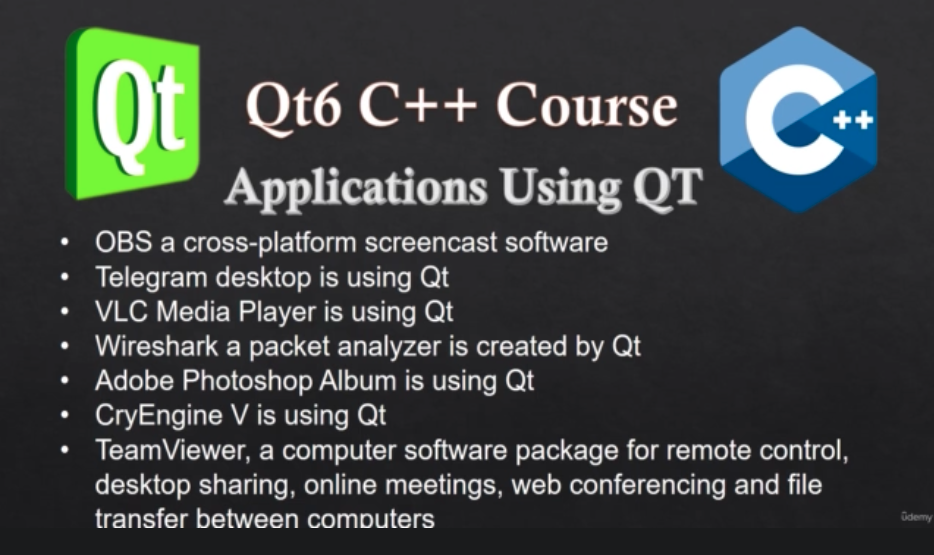 Qt
Qt6 C++ Course
C++
Applications Using QT
• OBS a cross-platform screencast software
• Telegram desktop is using Qt
• VLC Media Player is using Qt
• Wireshark a packet analyzer is created by Qt
• Adobe Photoshop Album is using Qt
• CryEngine V is using Qt
• TeamViewer, a computer software package for remote control,
desktop sharing, online meetings, web conferencing and file
transfer between computers
ûdemy